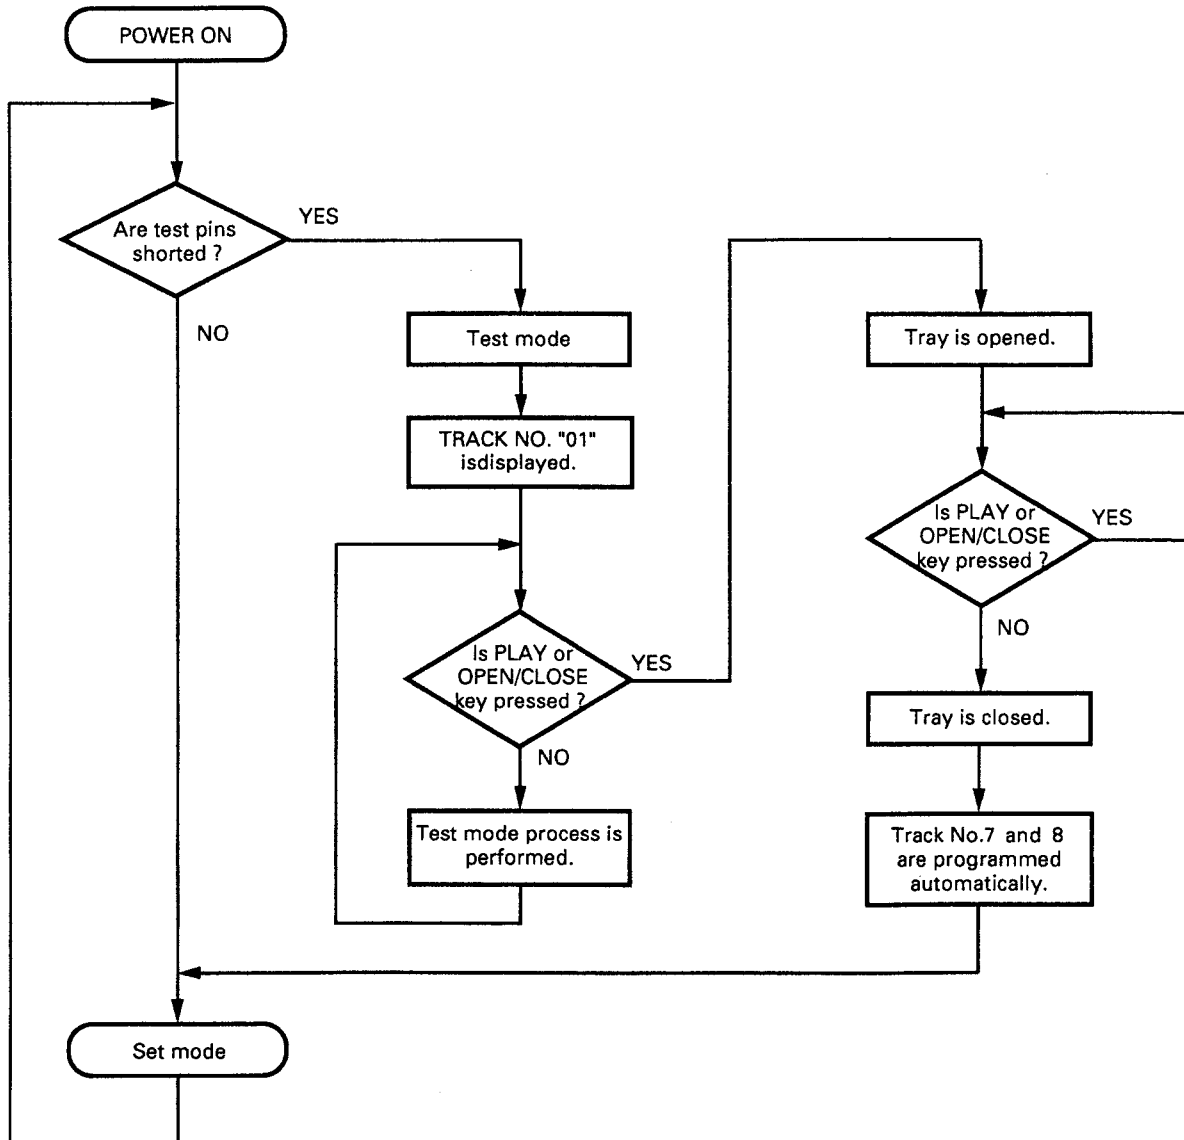 POWER ON
Are test pins
shorted ?
YES
NO
Test mode
TRACK NO. "01"
isdisplayed.
Is PLAY or
OPEN/CLOSE
key pressed ?
YES
NO
Test mode process is
performed.
Tray is opened.
Is PLAY or
OPEN/CLOSE
key pressed ?
YES
NO
Tray is closed.
Track No.7 and 8
are programmed
automatically.
Set mode